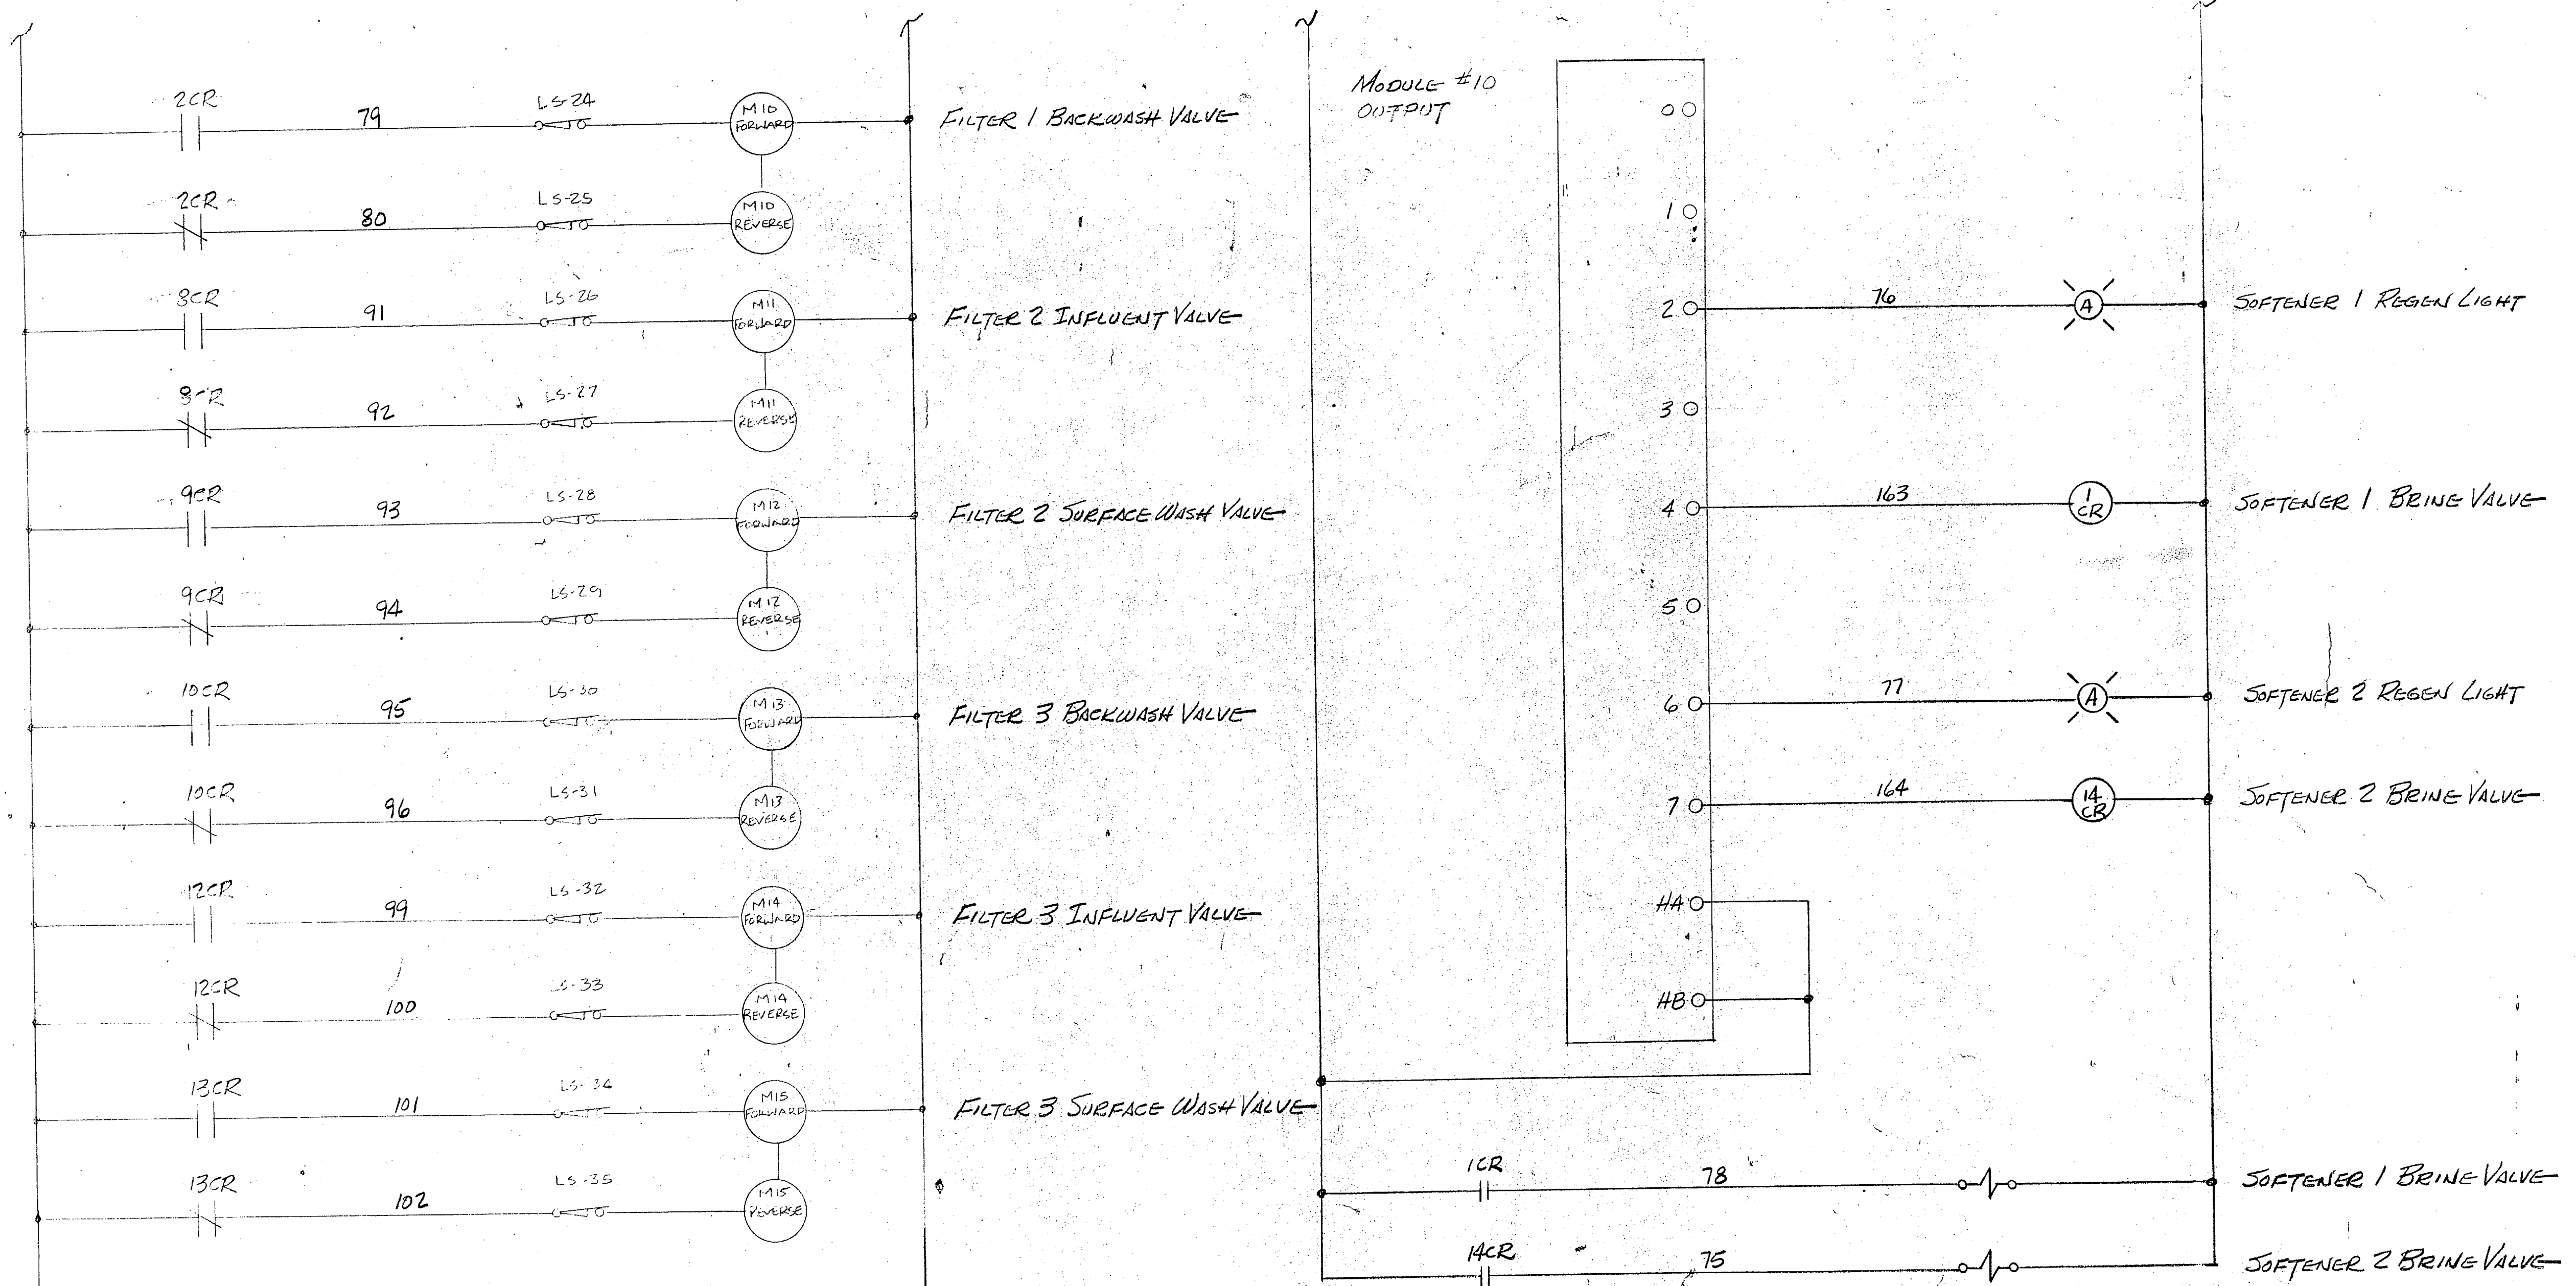 2CR
79
LS-24
M10
FORWARD
FILTER 1 BACKWASH VALVE
2CR
80
LS-25
M10
REVERSE
8CR
91
LS-26
M11
FORWARD
FILTER 2 INFLUENT VALVE
92
LS-27
M11
REVERSE
9CR
93
LS-28
M12
FORWARD
FILTER 2 SURFACE WASH VALVE
9CR
94
LS-29
M12
REVERSE
10CR
95
LS-30
M13
FORWARD
FILTER 3 BACKWASH VALVE
10CR
96
LS-31
M13
REVERSE
12CR
99
LS-32
M14
FORWARD
FILTER 3 INFLUENT VALVE
12CR
100
M14
REVERSE
13CR
101
LS-34
M15
FORWARD
FILTER 3 SURFACE WASH VALVE
13CR
102
LS-35
M15
REVERSE
MODULE #10
OUTPUT
0
1
2
76
A
SOFTENER 1 REGEN LIGHT
3
4
163
1
CR
SOFTENER 1 BRINE VALVE
5
6
77
A
SOFTENER 2 REGEN LIGHT
7
164
14
CR
SOFTENER 2 BRINE VALVE
HA
HB
1CR
78
SOFTENER 1 BRINE VALVE
14CR
75
SOFTENER 2 BRINE VALVE